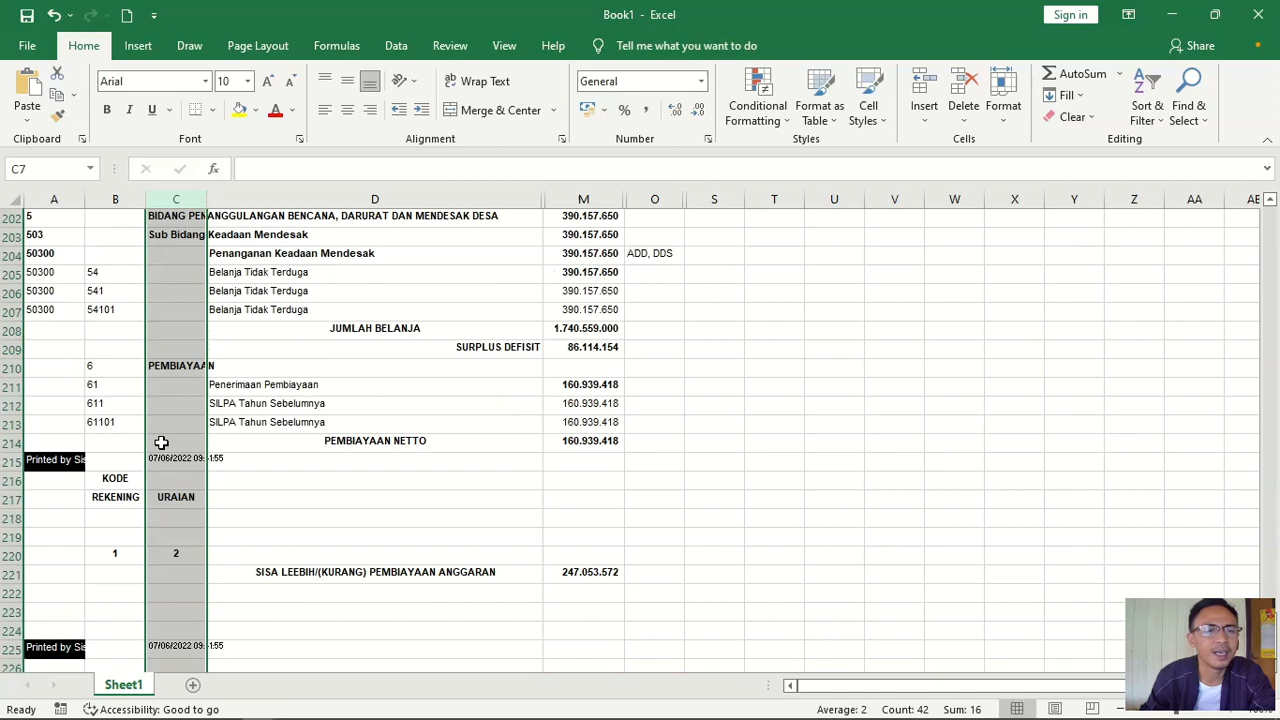 Book1 - Excel
Sign in
File Home Insert Draw Page Layout Formulas Data Review View Help Tell me what you want to do Share
Paste
Arial 10
Wrap Text
General
Conditional Formatting
Format as Table
Cell Styles
Insert Delete Format
AutoSum
Fill
Clear
Sort & Filter
Find & Select
B I U A
Merge & Center
% ,
Clipboard Font Alignment Number Styles Cells Editing
C7 fx
A B C D M O S T U V W X Y Z AA AE
202 5 BIDANG PENANGGULANGAN BENCANA, DARURAT DAN MENDESAK DESA 390.157.650
203 503 Sub Bidang Keadaan Mendesak 390.157.650
204 50300 Penanganan Keadaan Mendesak 390.157.650 ADD, DDS
205 50300 54 Belanja Tidak Terduga 390.157.650
206 50300 541 Belanja Tidak Terduga 390.157.650
207 50300 54101 Belanja Tidak Terduga 390.157.650
208 JUMLAH BELANJA 1.740.559.000
209 SURPLUS DEFISIT 86.114.154
210 6 PEMBIAYAAN
211 61 Penerimaan Pembiayaan 160.939.418
212 611 SILPA Tahun Sebelumnya 160.939.418
213 61101 SILPA Tahun Sebelumnya 160.939.418
214 PEMBIAYAAN NETTO 160.939.418
215 Printed by Sis 07/06/2022 09:
216 KODE
217 REKENING URAIAN
218
219
220 1 2
221 SISA LEEBIH/(KURANG) PEMBIAYAAN ANGGARAN 247.053.572
222
223
224
225 Printed by Sis 07/06/2022 09:
226
Sheet1
Ready Accessibility: Good to go Average: 2 Count: 42 Sum: 16